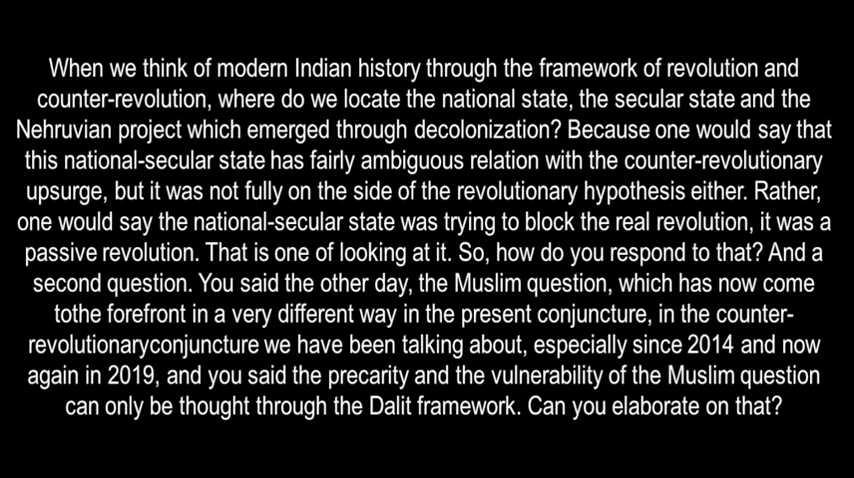 When we think of modern Indian history through the framework of revolution and
counter-revolution, where do we locate the national state, the secular state and the
Nehruvian project which emerged through decolonization? Because one would say that
this national-secular state has fairly ambiguous relation with the counter-revolutionary
upsurge, but it was not fully on the side of the revolutionary hypothesis either. Rather,
one would say the national-secular state was trying to block the real revolution, it was a
passive revolution. That is one of looking at it. So, how do you respond to that? And a
second question. You said the other day, the Muslim question, which has now come
tothe forefront in a very different way in the present conjuncture, in the counter-
revolutionaryconjuncture we have been talking about, especially since 2014 and now
again in 2019, and you said the precarity and the vulnerability of the Muslim question
can only be thought through the Dalit framework. Can you elaborate on that?